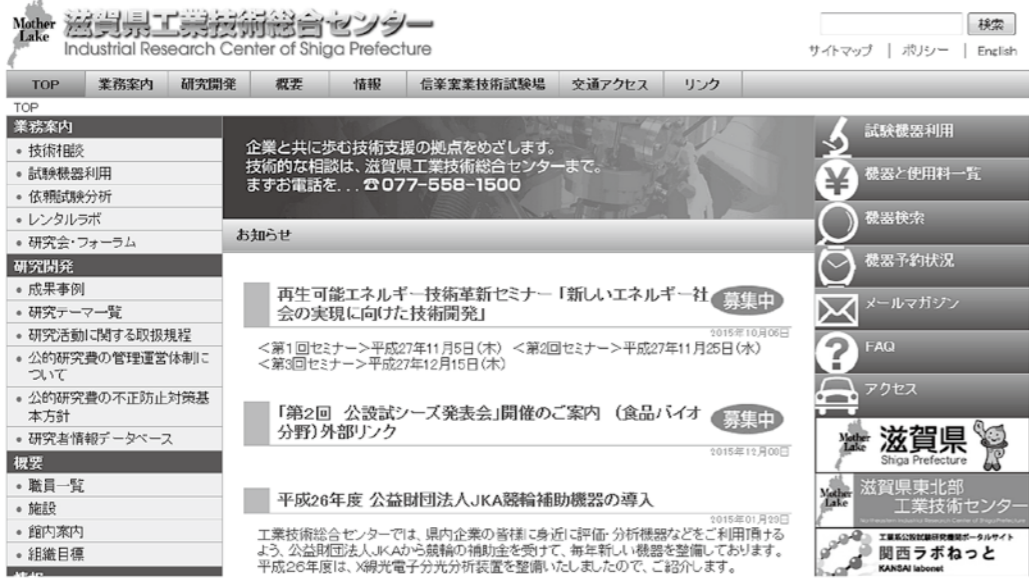 Mother
Lake
滋賀県工業技術総合センター
Industrial Research Center of Shiga Prefecture
検索
サイトマップ | ポリシー | English
TOP 業務案内 研究開発 概要 情報 信楽窯業技術試験場 交通アクセス リンク
TOP
業務案内
・技術相談
・試験機器利用
・依頼試験分析
・レンタルラボ
・研究会・フォーラム
研究開発
・成果事例
・研究テーマ一覧
・研究活動に関する取扱規程
・公的研究費の管理運営体制に
ついて
・公的研究費の不正防止対策基
本方針
・研究者情報データベース
概要
・職員一覧
・施設
・館内案内
・組織目標
企業と共に歩む技術支援の拠点をめざします。
技術的な相談は、滋賀県工業技術総合センターまで。
まずお電話を...☎077-558-1500
お知らせ
再生可能エネルギー技術革新セミナー「新しいエネルギー社
会の実現に向けた技術開発」
募集中
2015年10月06日
<第1回セミナー>平成27年11月5日(木) <第2回セミナー>平成27年11月25日(水)
<第3回セミナー>平成27年12月15日(木)
「第2回 公設試シーズ発表会」開催のご案内 (食品バイオ
分野)外部リンク
募集中
2015年12月08日
平成26年度 公益財団法人JKA競輪補助機器の導入
2015年01月29日
工業技術総合センターでは、県内企業の皆様に身近に評価・分析機器などをご利用頂ける
よう、公益財団法人JKAから競輪の補助金を受けて、毎年新しい機器を整備しております。
平成26年度は、X線光電子分光分析装置を整備いたしましたので、ご紹介します。
試験機器利用
機器と使用料一覧
機器検索
機器予約状況
メールマガジン
FAQ
アクセス
Mother
Lake
滋賀県
Shiga Prefecture
Mother
Lake
滋賀県東北部
工業技術センター
Northeastern Industrial Research Center of Shiga Prefecture
工業系公設試験研究機関ポータルサイト
関西ラボねっと
KANSAI labonet